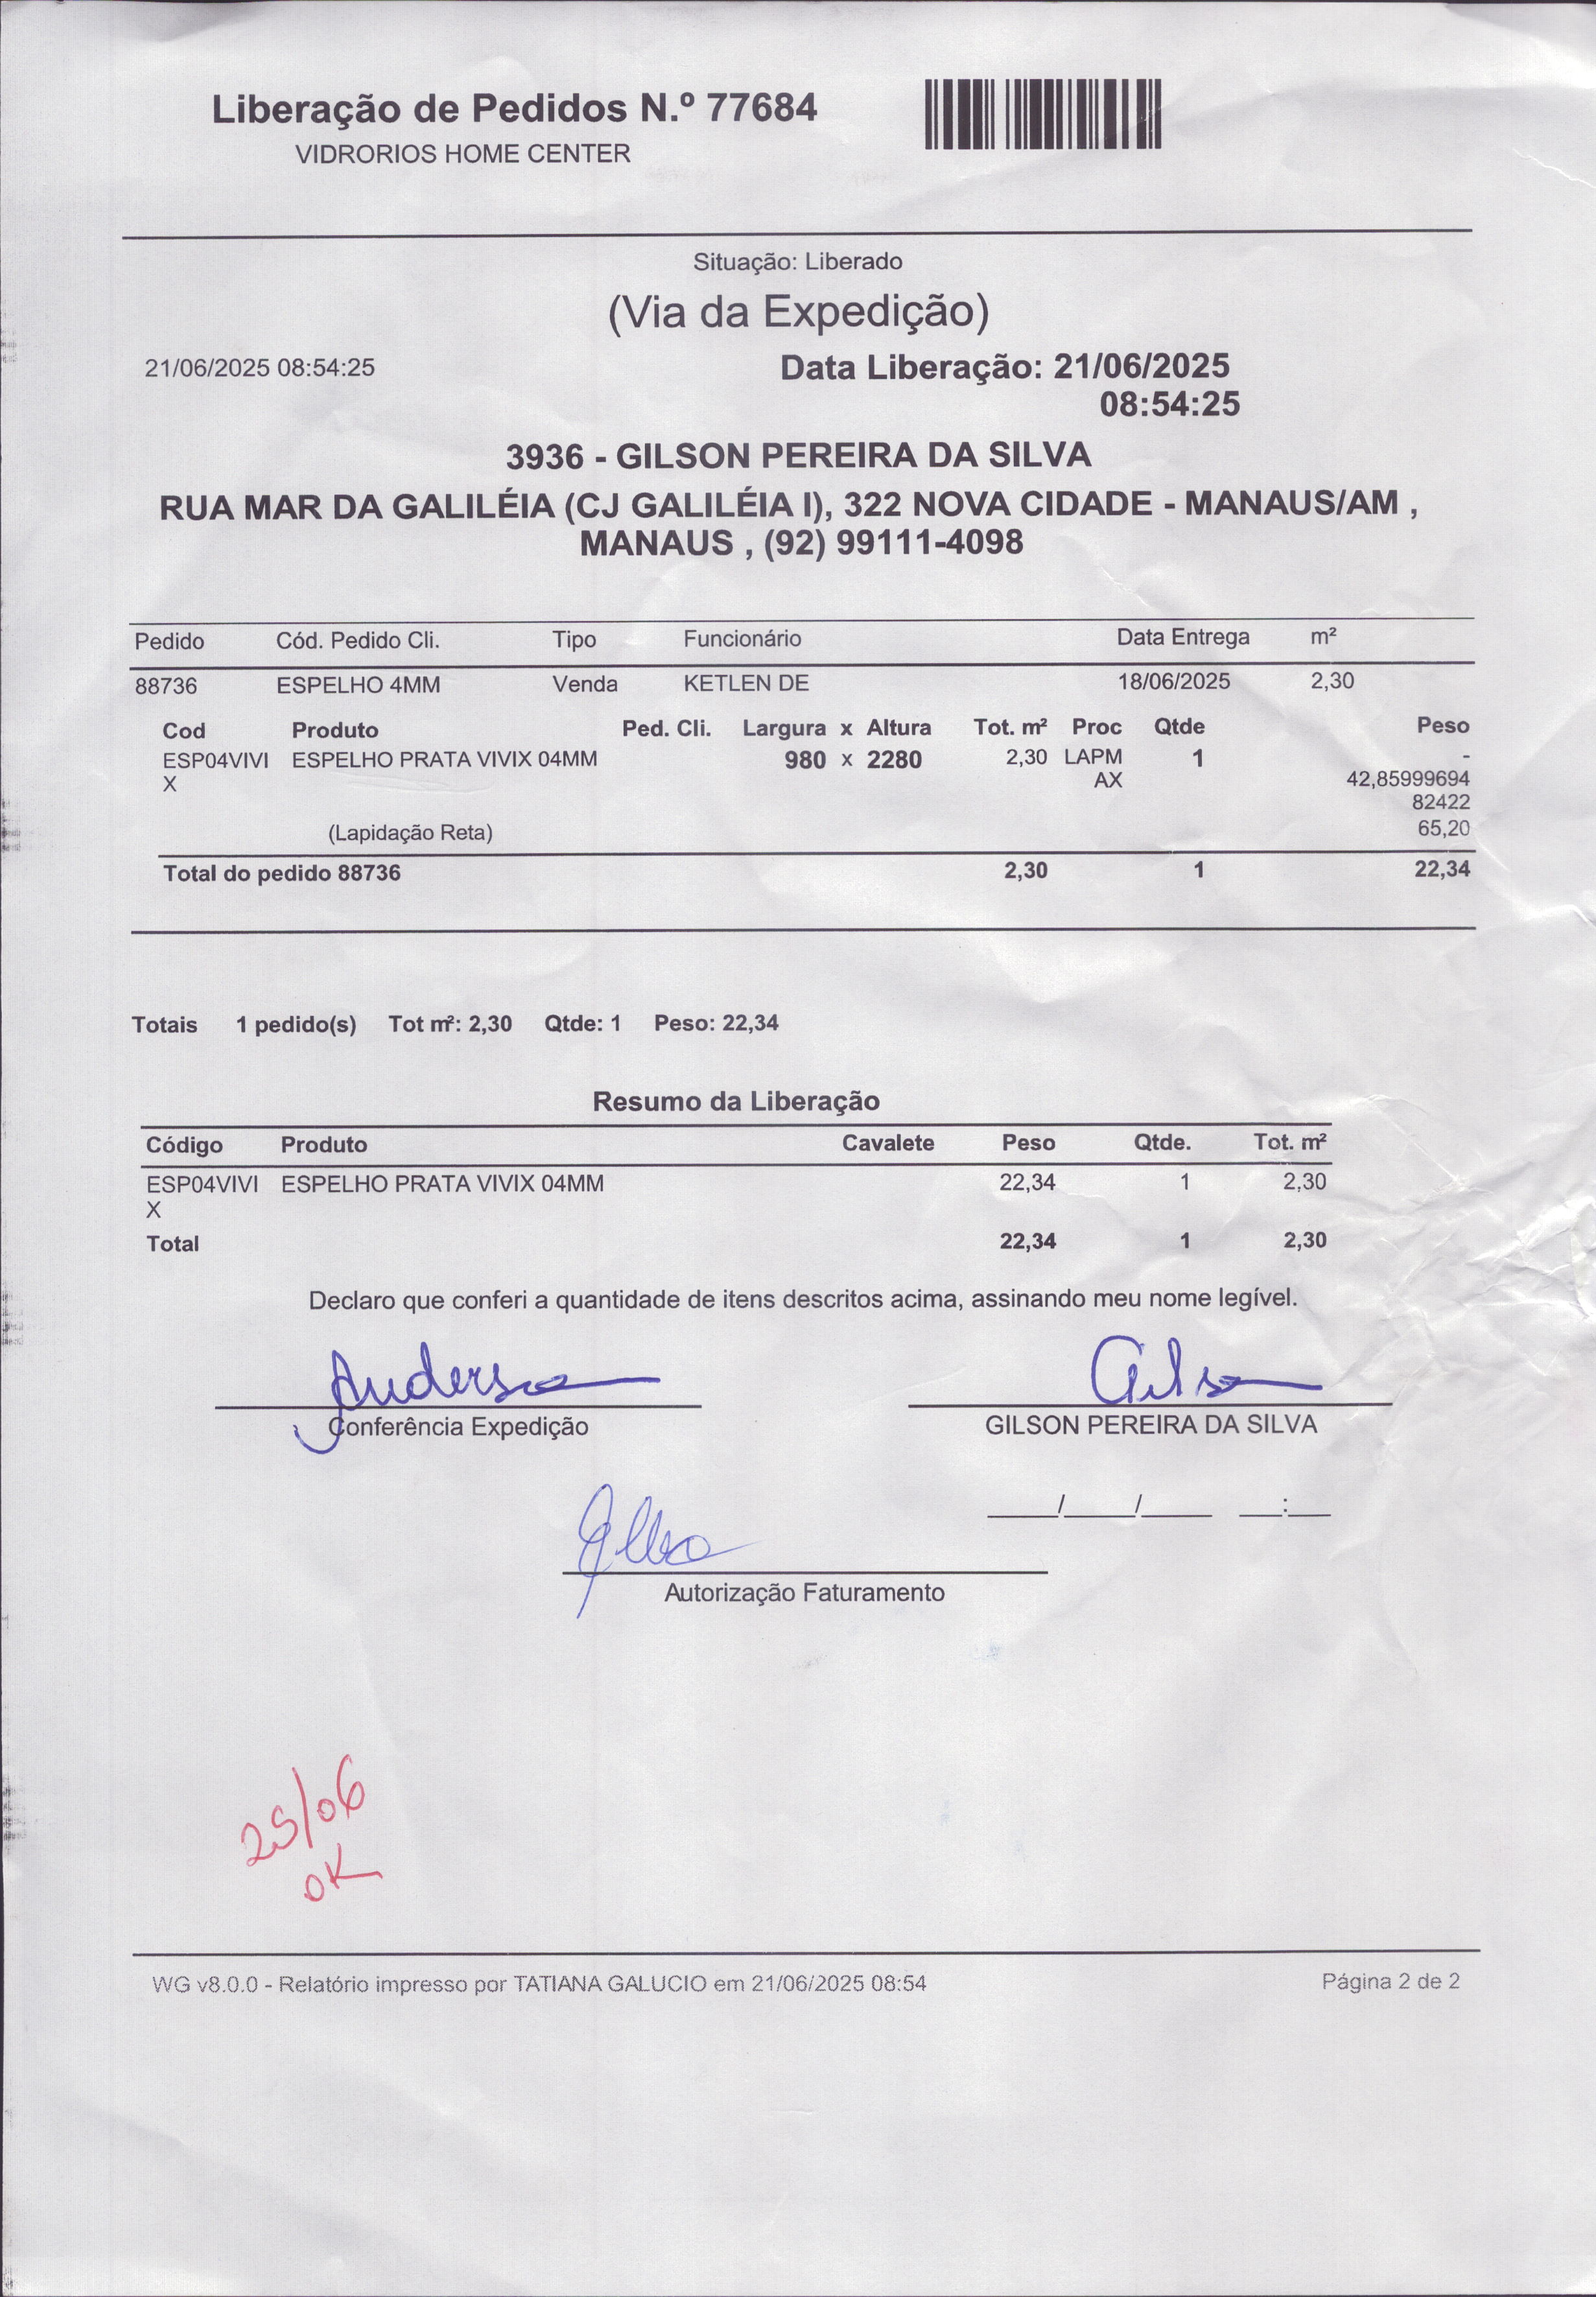 Liberação de Pedidos N.º 77684
VIDRORIOS HOME CENTER
Situação: Liberado
(Via da Expedição)
21/06/2025 08:54:25
Data Liberação: 21/06/2025
08:54:25
3936 - GILSON PEREIRA DA SILVA
RUA MAR DA GALILÉIA (CJ GALILÉIA I), 322 NOVA CIDADE - MANAUS/AM ,
MANAUS , (92) 99111-4098
Pedido Cód. Pedido Cli. Tipo Funcionário Data Entrega m²
88736 ESPELHO 4MM Venda KETLEN DE 18/06/2025 2,30
Cod Produto Ped. Cli. Largura x Altura Tot. m² Proc Qtde Peso
ESP04VIVI ESPELHO PRATA VIVIX 04MM 980 x 2280 2,30 LAPM 1 -
X AX 42,85999694
82422
(Lapidação Reta) 65,20
Total do pedido 88736 2,30 1 22,34
Totais 1 pedido(s) Tot m²: 2,30 Qtde: 1 Peso: 22,34
Resumo da Liberação
Código Produto Cavalete Peso Qtde. Tot. m²
ESP04VIVI ESPELHO PRATA VIVIX 04MM 22,34 1 2,30
X
Total 22,34 1 2,30
Declaro que conferi a quantidade de itens descritos acima, assinando meu nome legível.
Anderson Gilson
Conferência Expedição GILSON PEREIRA DA SILVA
____/____/____ __:__
Autorização Faturamento
25/06
OK
WG v8.0.0 - Relatório impresso por TATIANA GALUCIO em 21/06/2025 08:54 Página 2 de 2